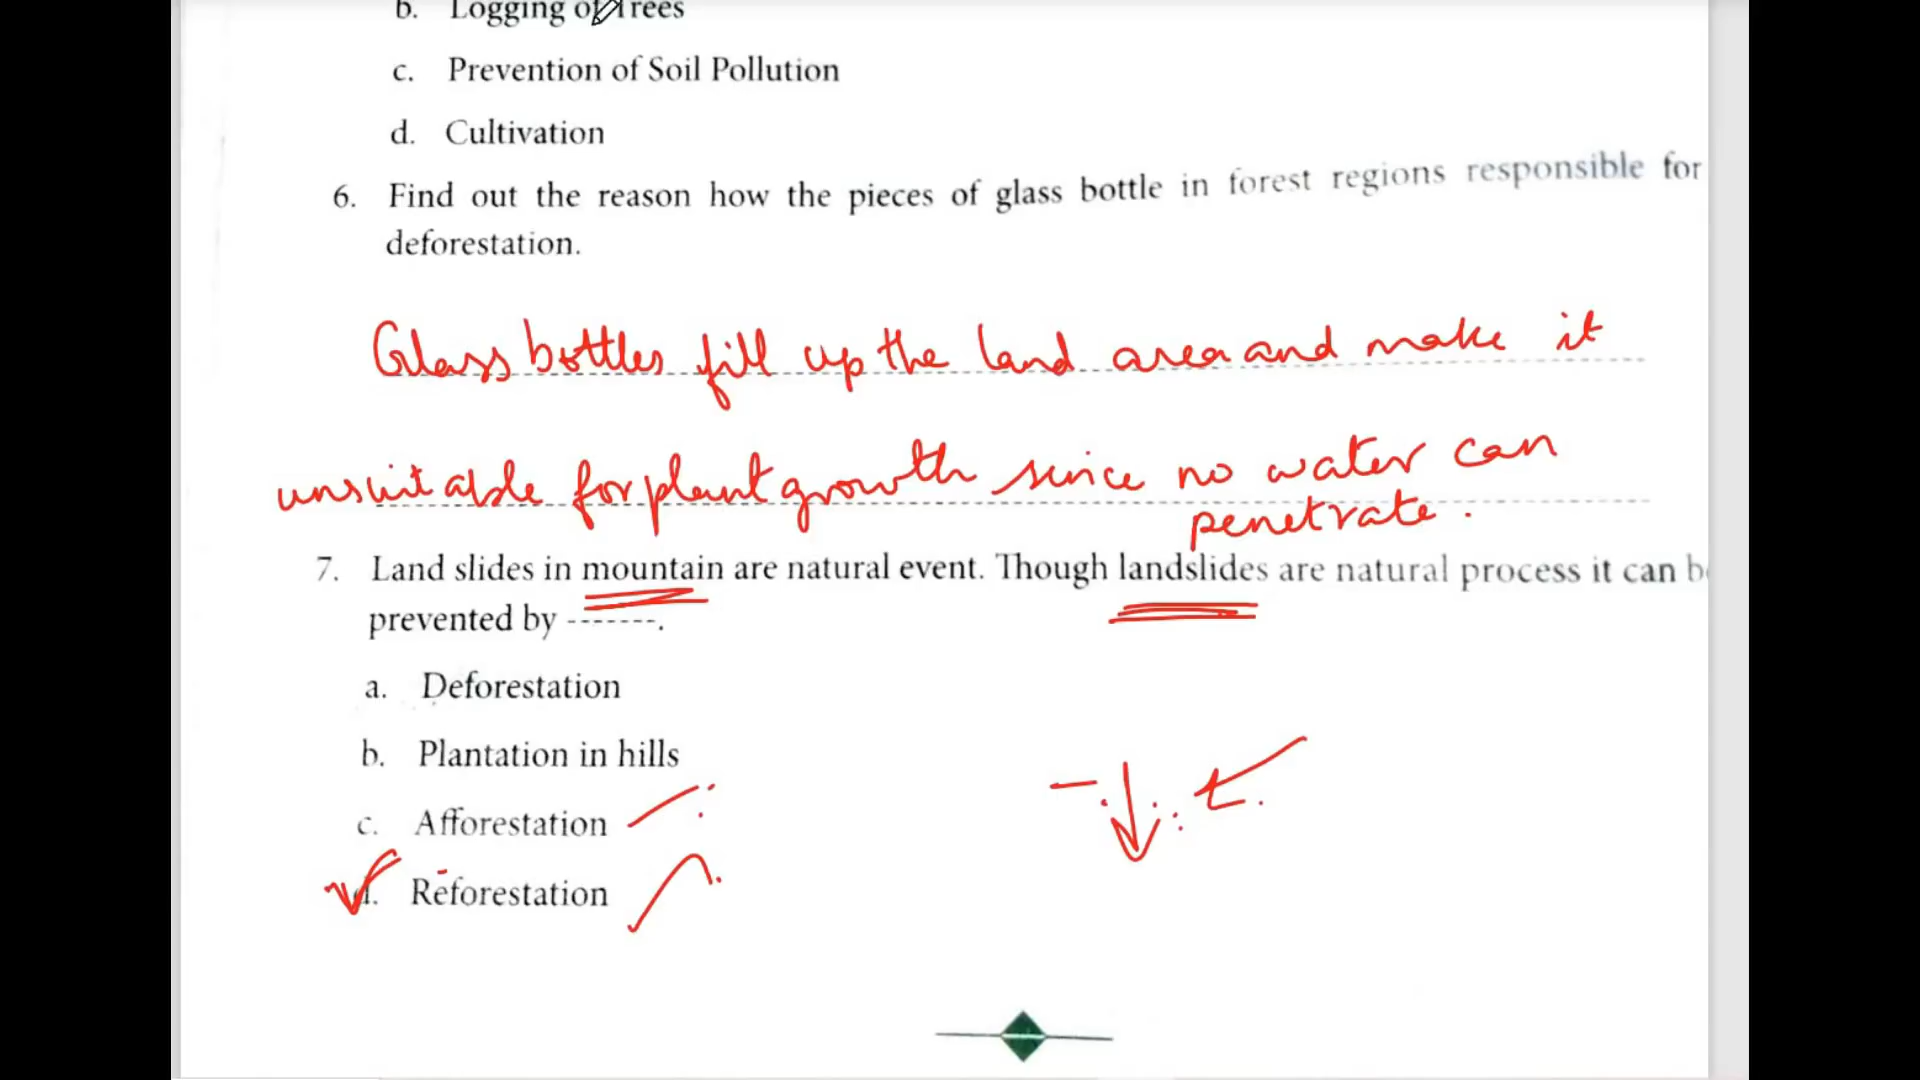 b. Logging of Trees
c. Prevention of Soil Pollution
d. Cultivation
6. Find out the reason how the pieces of glass bottle in forest regions responsible for
deforestation.
Glass bottles fill up the land area and make it
unsuitable for plant growth since no water can
penetrate.
7. Land slides in mountain are natural event. Though landslides are natural process it can b
prevented by -------.
a. Deforestation
b. Plantation in hills
c. Afforestation
d. Reforestation